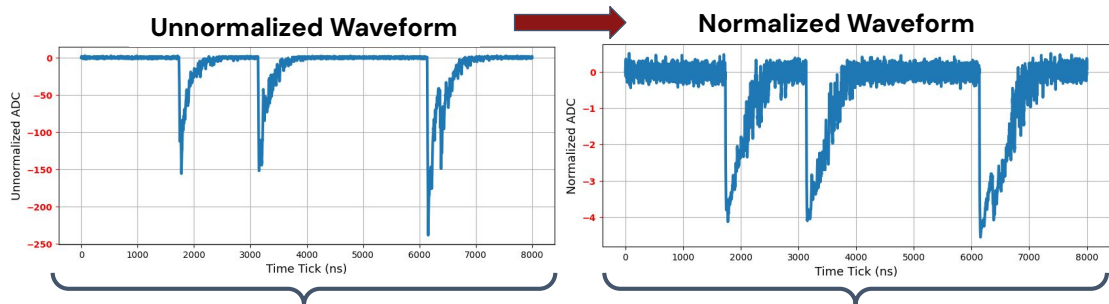 Unnormalized Waveform
Normalized Waveform
Unnormalized ADC
0
−50
−100
−150
−200
−250
0 1000 2000 3000 4000 5000 6000 7000 8000
Time Tick (ns)
Normalized ADC
0
−1
−2
−3
−4
0 1000 2000 3000 4000 5000 6000 7000 8000
Time Tick (ns)